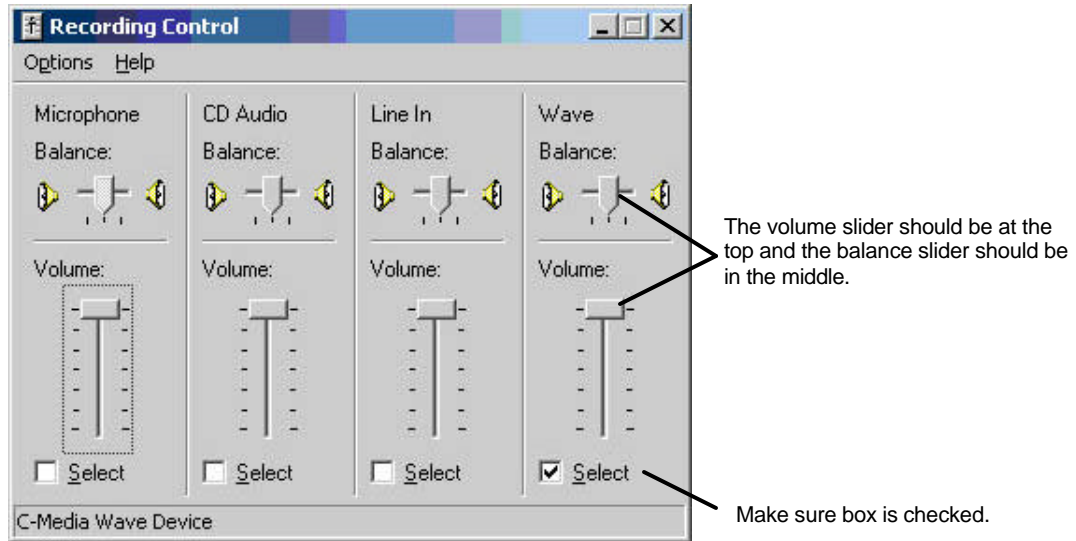 Recording Control
Options Help
Microphone
Balance:
Volume:
Select
CD Audio
Balance:
Volume:
Select
Line In
Balance:
Volume:
Select
Wave
Balance:
Volume:
Select
C-Media Wave Device
The volume slider should be at the
top and the balance slider should be
in the middle.
Make sure box is checked.